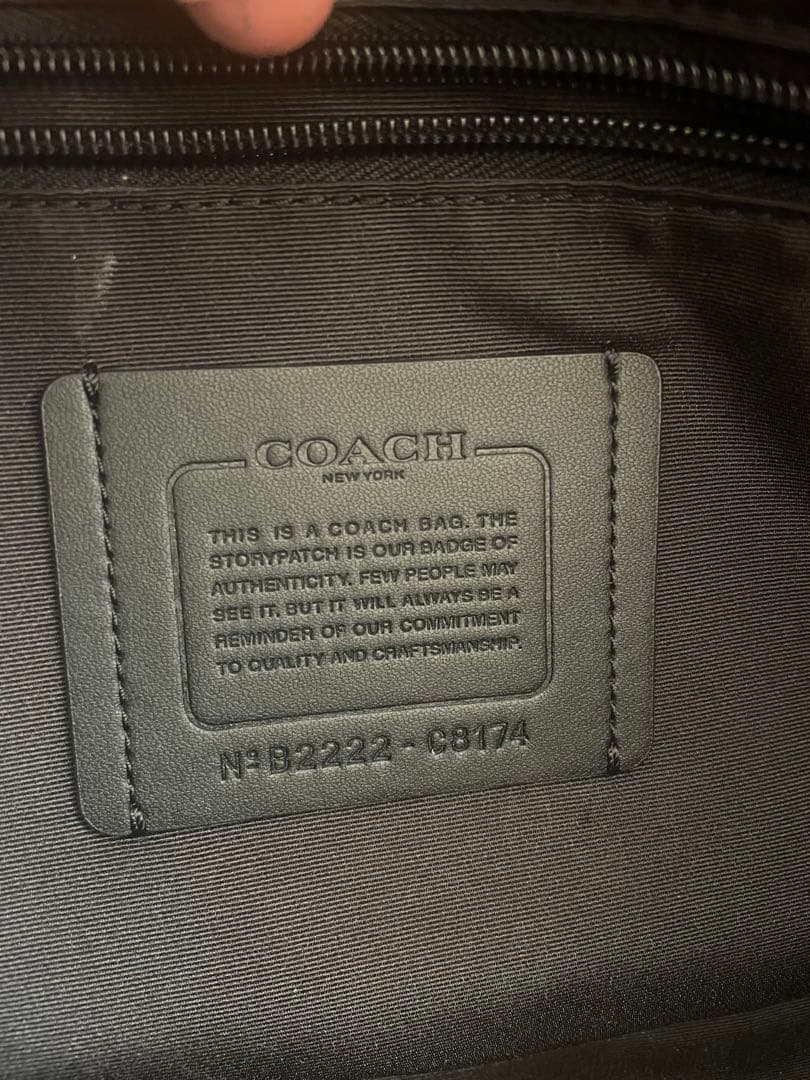 COACH
NEW YORK
THIS IS A COACH BAG. THE
STORYPATCH IS OUR BADGE OF
AUTHENTICITY. FEW PEOPLE MAY
SEE IT. BUT IT WILL ALWAYS BE A
REMINDER OF OUR COMMITMENT
TO QUALITY AND CRAFTSMANSHIP.
Nº B2222 - C8174